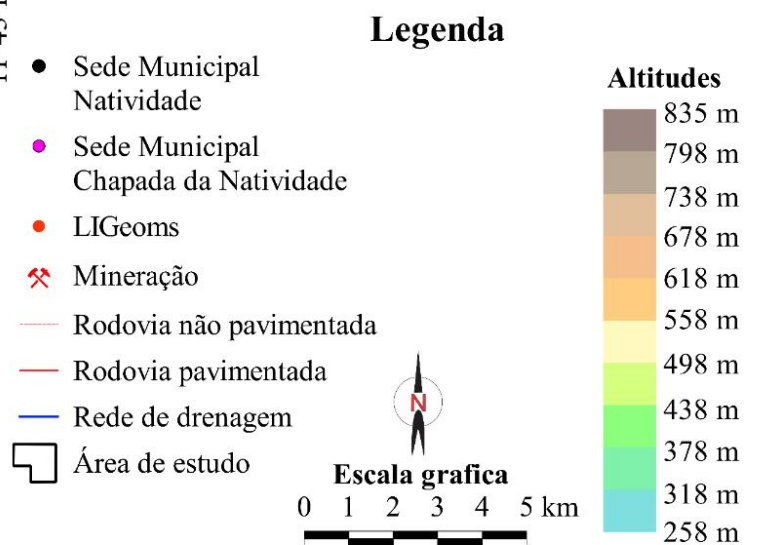 Legenda
Sede Municipal
Natividade
Sede Municipal
Chapada da Natividade
LIGeoms
Mineração
Rodovia não pavimentada
Rodovia pavimentada
Rede de drenagem
Área de estudo
N
Escala grafica
0 1 2 3 4 5 km
Altitudes
835 m
798 m
738 m
678 m
618 m
558 m
498 m
438 m
378 m
318 m
258 m